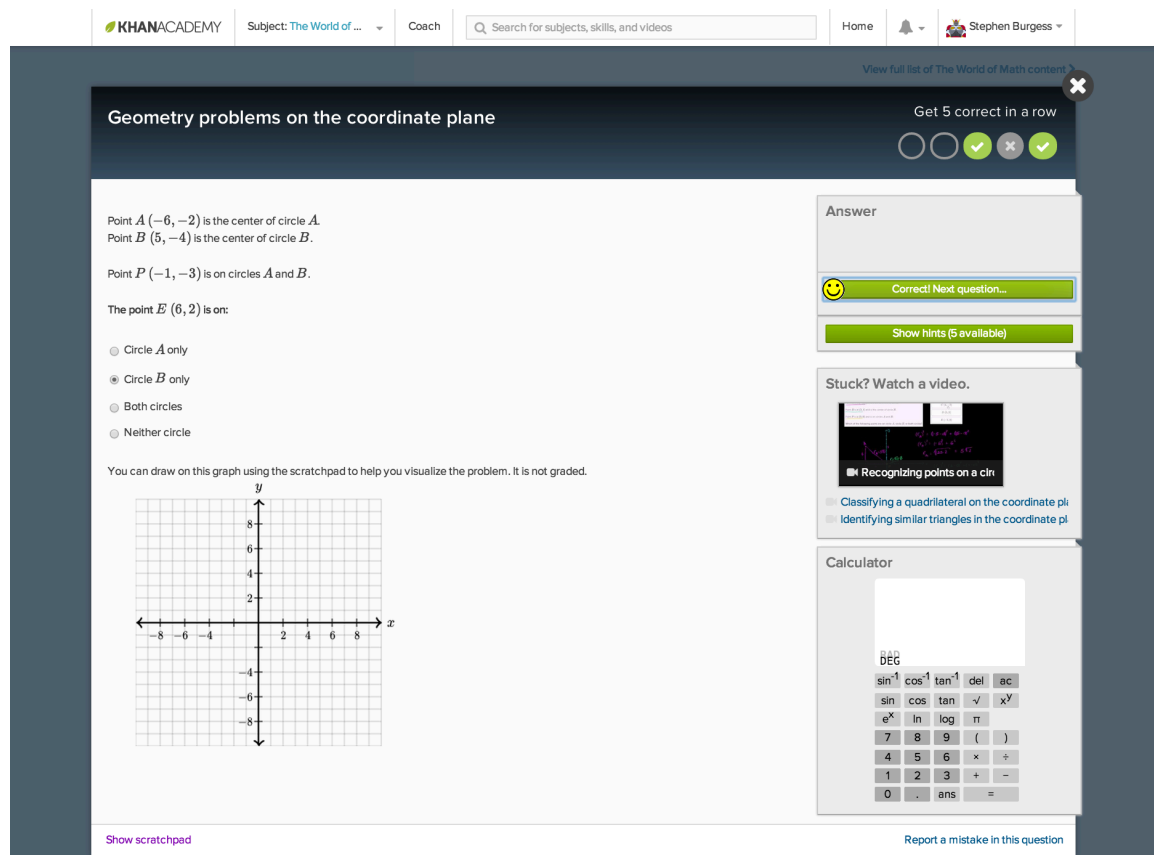 KHANACADEMY
Subject: The World of ...
Coach
Search for subjects, skills, and videos
Home
Stephen Burgess
View full list of The World of Math content
Geometry problems on the coordinate plane
Get 5 correct in a row
Point A (−6, −2) is the center of circle A.
Point B (5, −4) is the center of circle B.
Point P (−1, −3) is on circles A and B.
The point E (6, 2) is on:
Circle A only
Circle B only
Both circles
Neither circle
You can draw on this graph using the scratchpad to help you visualize the problem. It is not graded.
y
8
6
4
2
x
−8 −6 −4 2 4 6 8
−4
−6
−8
Answer
Correct! Next question...
Show hints (5 available)
Stuck? Watch a video.
Recognizing points on a circ
Classifying a quadrilateral on the coordinate pla
Identifying similar triangles in the coordinate pl
Calculator
RAD
DEG
sin⁻¹ cos⁻¹ tan⁻¹ del ac
sin cos tan √ xʸ
eˣ ln log π
7 8 9 ( )
4 5 6 × ÷
1 2 3 + −
0 . ans =
Show scratchpad
Report a mistake in this question